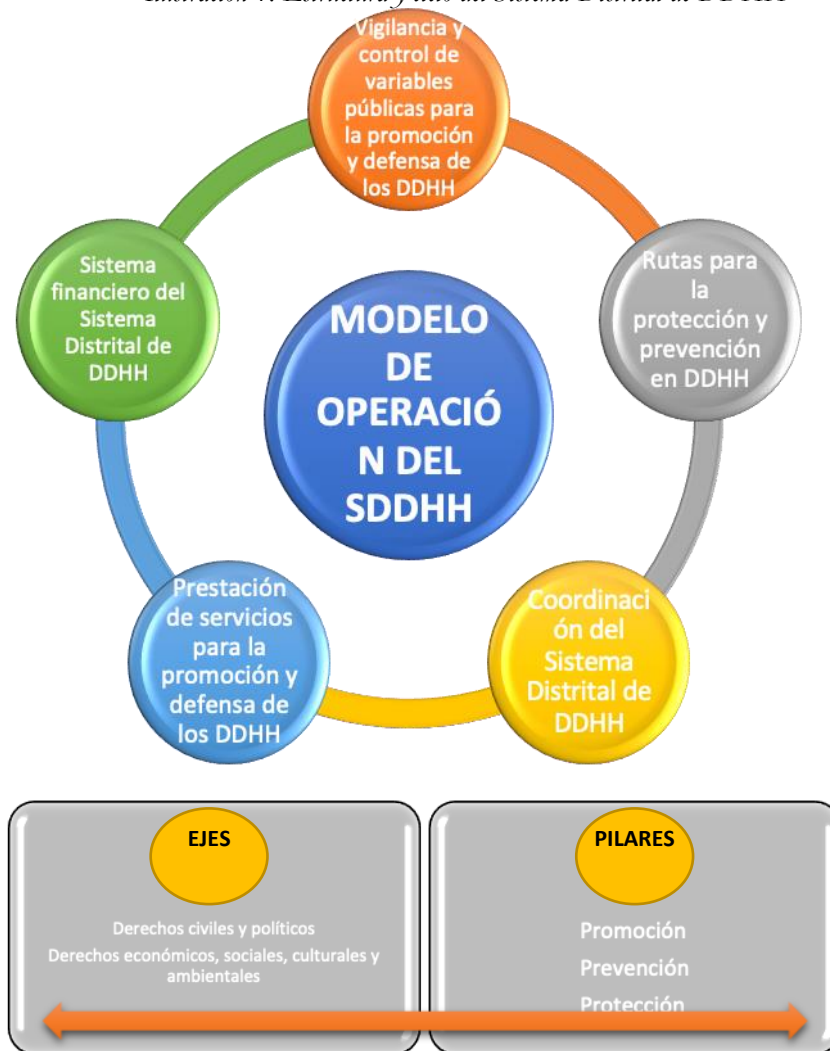 Distrital de DDHH
Vigilancia y
control de
variables
públicas para
la promoción
y defensa de
los DDHH
Rutas para
la
protección y
prevención
en DDHH
Coordinaci
ón del
Sistema
Distrital de
DDHH
Prestación
de servicios
para la
promoción y
defensa de
los DDHH
Sistema
financiero del
Sistema
Distrital de
DDHH
MODELO
DE
OPERACIÓ
N DEL
SDDHH
EJES
Derechos civiles y políticos
Derechos económicos, sociales, culturales y
ambientales
PILARES
Promoción
Prevención
Protección